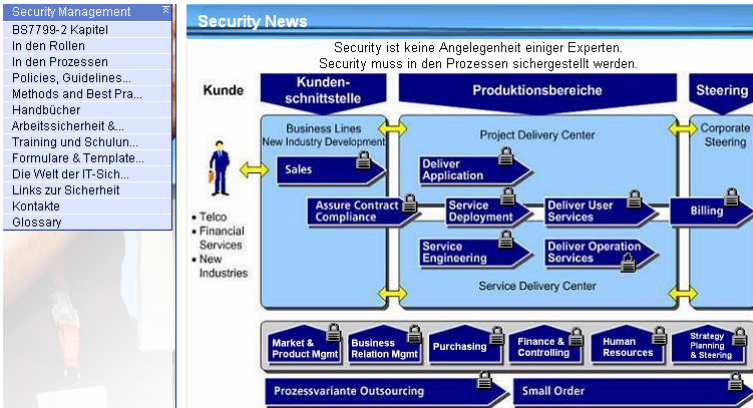 Security Management
BS7799-2 Kapitel
In den Rollen
In den Prozessen
Policies, Guidelines...
Methods and Best Pra...
Handbücher
Arbeitssicherheit &...
Training und Schulun...
Formulare & Template...
Die Welt der IT-Sich...
Links zur Sicherheit
Kontakte
Glossary
Security News
Security ist keine Angelegenheit einiger Experten.
Security muss in den Prozessen sichergestellt werden.
Kunde
Kunden-
schnittstelle
Produktionsbereiche
Steering
Business Lines
New Industry Development
Project Delivery Center
Corporate
Steering
Sales
Deliver
Application
Assure Contract
Compliance
Service
Deployment
Deliver User
Services
Billing
• Telco
• Financial
Services
• New
Industries
Service
Engineering
Deliver Operation
Services
Service Delivery Center
Market &
Product Mgmt
Business
Relation Mgmt
Purchasing
Finance &
Controlling
Human
Resources
Strategy
Planning
& Steering
Prozessvariante Outsourcing
Small Order